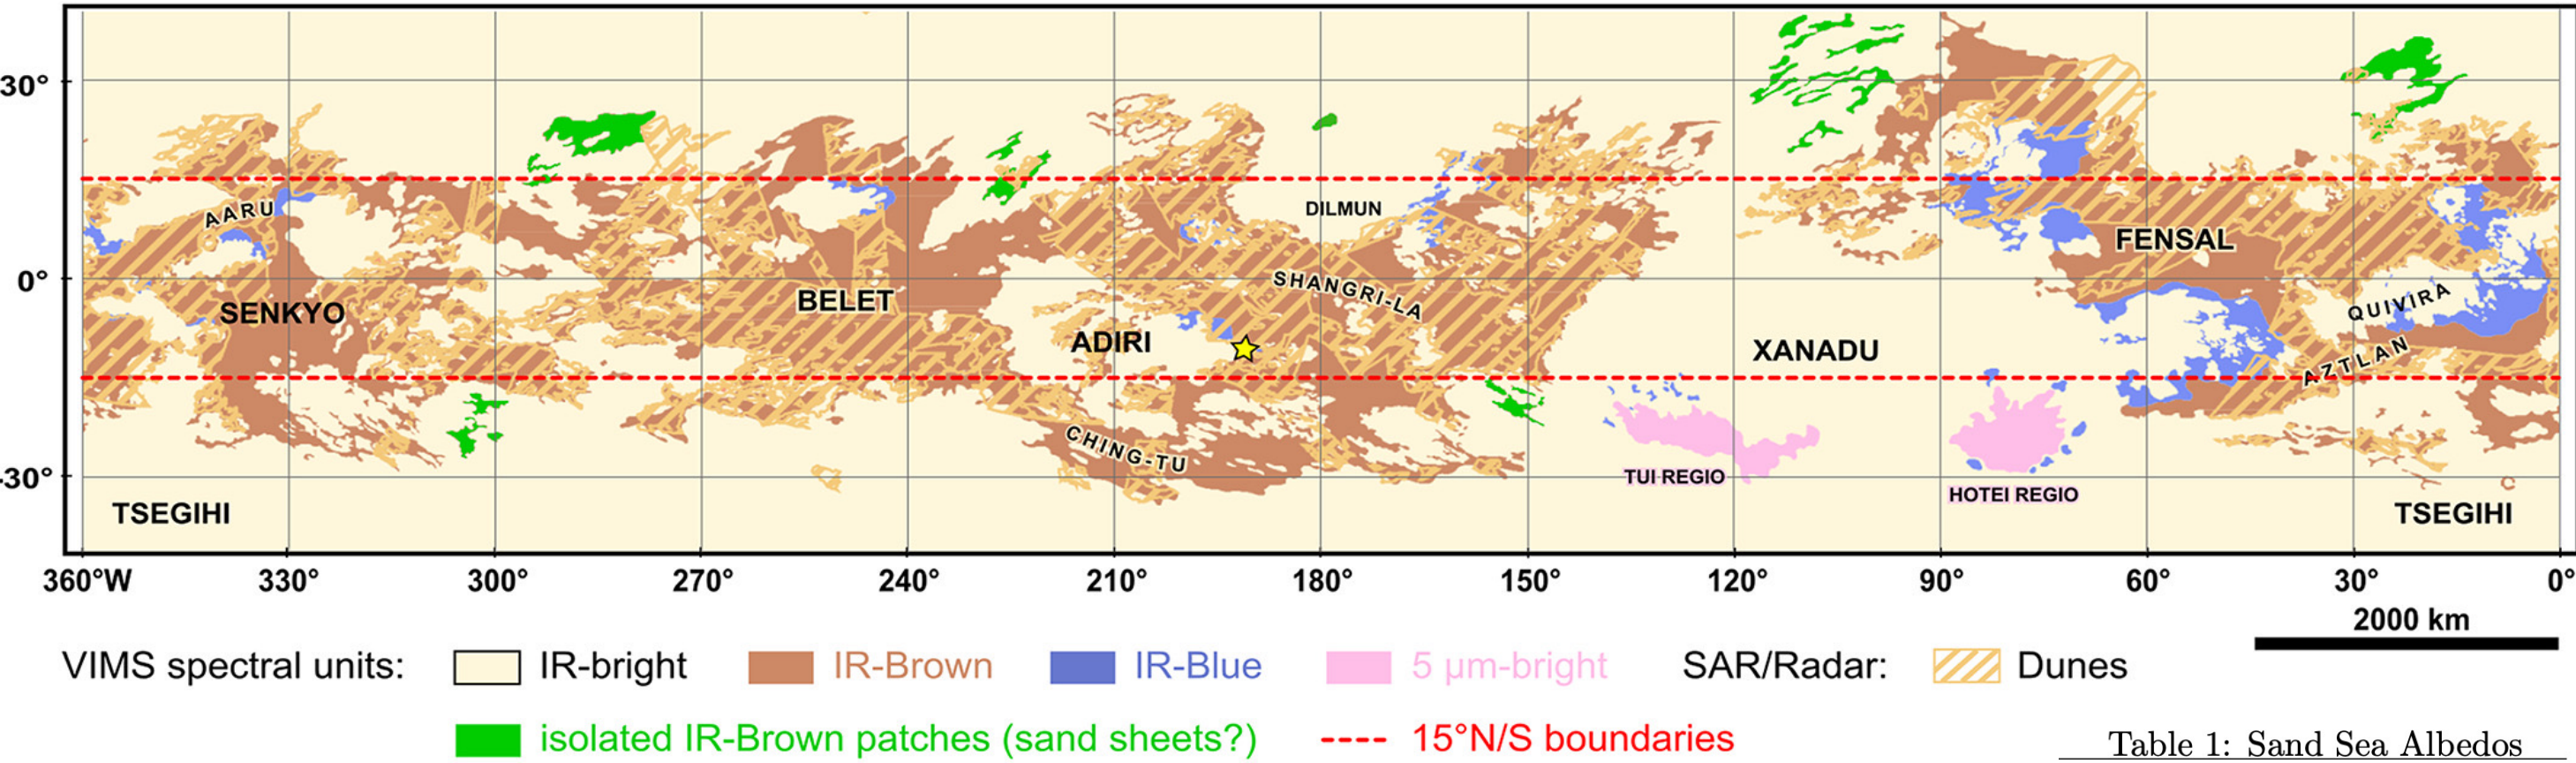 30°
AARU
DILMUN
FENSAL
0°
SENKYO
BELET
SHANGRI-LA
QUIVIRA
ADIRI
XANADU
AZTLAN
CHING-TU
-30°
TUI REGIO
HOTEI REGIO
TSEGIHI
TSEGIHI
360°W 330° 300° 270° 240° 210° 180° 150° 120° 90° 60° 30° 0°
2000 km
VIMS spectral units: IR-bright IR-Brown IR-Blue 5 µm-bright SAR/Radar: Dunes
isolated IR-Brown patches (sand sheets?) 15°N/S boundaries
Table 1: Sand Sea Albedos